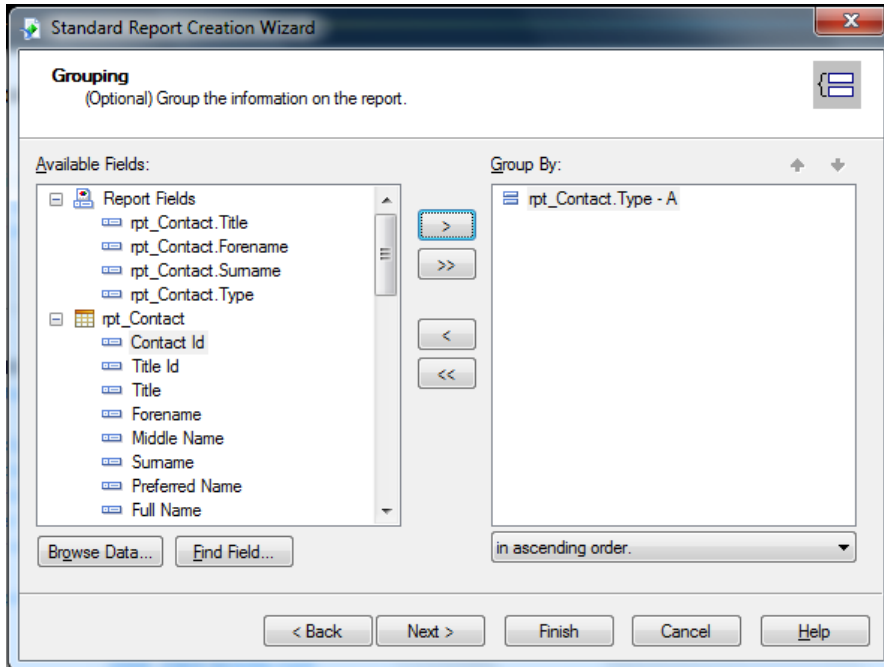 Standard Report Creation Wizard
Grouping
(Optional) Group the information on the report.
Available Fields:
Report Fields
rpt_Contact.Title
rpt_Contact.Forename
rpt_Contact.Surname
rpt_Contact.Type
rpt_Contact
Contact Id
Title Id
Title
Forename
Middle Name
Surname
Preferred Name
Full Name
Browse Data...
Find Field...
>
>>
<
<<
Group By:
rpt_Contact.Type - A
in ascending order.
< Back
Next >
Finish
Cancel
Help